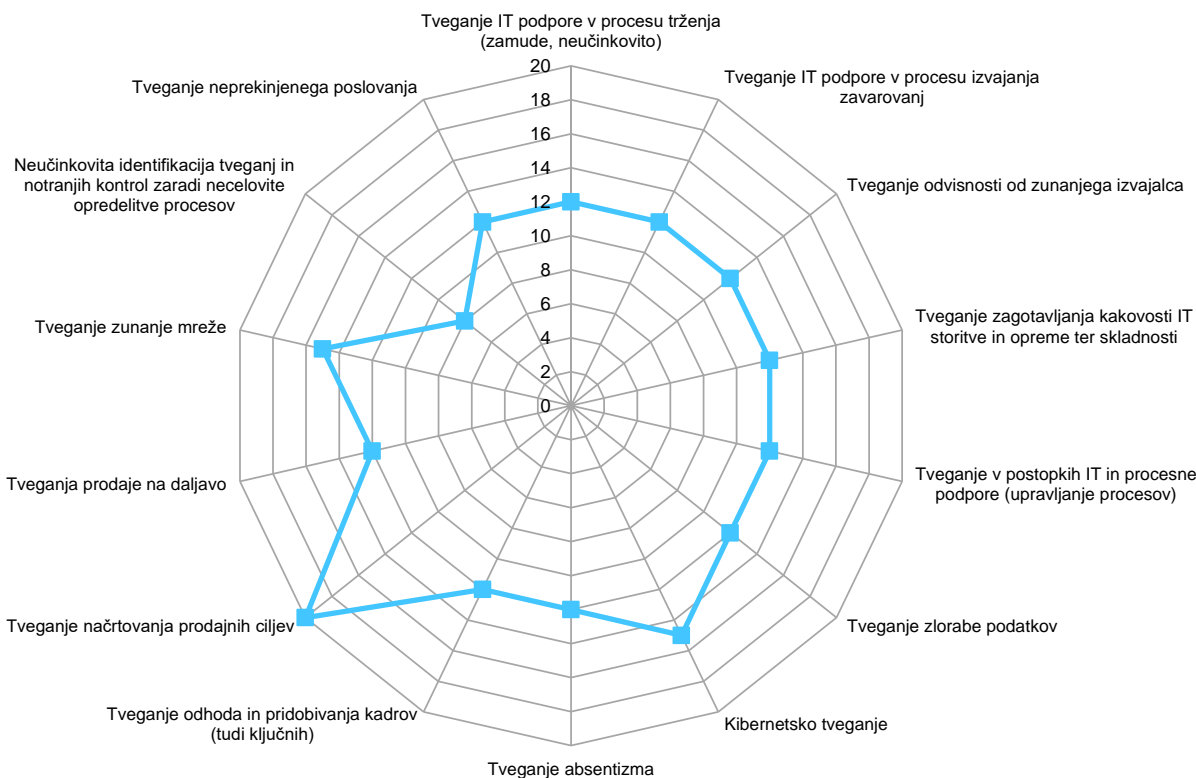 Tveganje IT podpore v procesu trženja
(zamude, neučinkovito)
Tveganje IT podpore v procesu izvajanja
zavarovanj
Tveganje odvisnosti od zunanjega izvajalca
Tveganje zagotavljanja kakovosti IT
storitve in opreme ter skladnosti
Tveganje v postopkih IT in procesne
podpore (upravljanje procesov)
Tveganje zlorabe podatkov
Kibernetsko tveganje
Tveganje absentizma
Tveganje odhoda in pridobivanja kadrov
(tudi ključnih)
Tveganje načrtovanja prodajnih ciljev
Tveganja prodaje na daljavo
Tveganje zunanje mreže
Neučinkovita identifikacija tveganj in
notranjih kontrol zaradi necelovite
opredelitve procesov
Tveganje neprekinjenega poslovanja
20
18
16
14
12
10
8
6
4
2
0